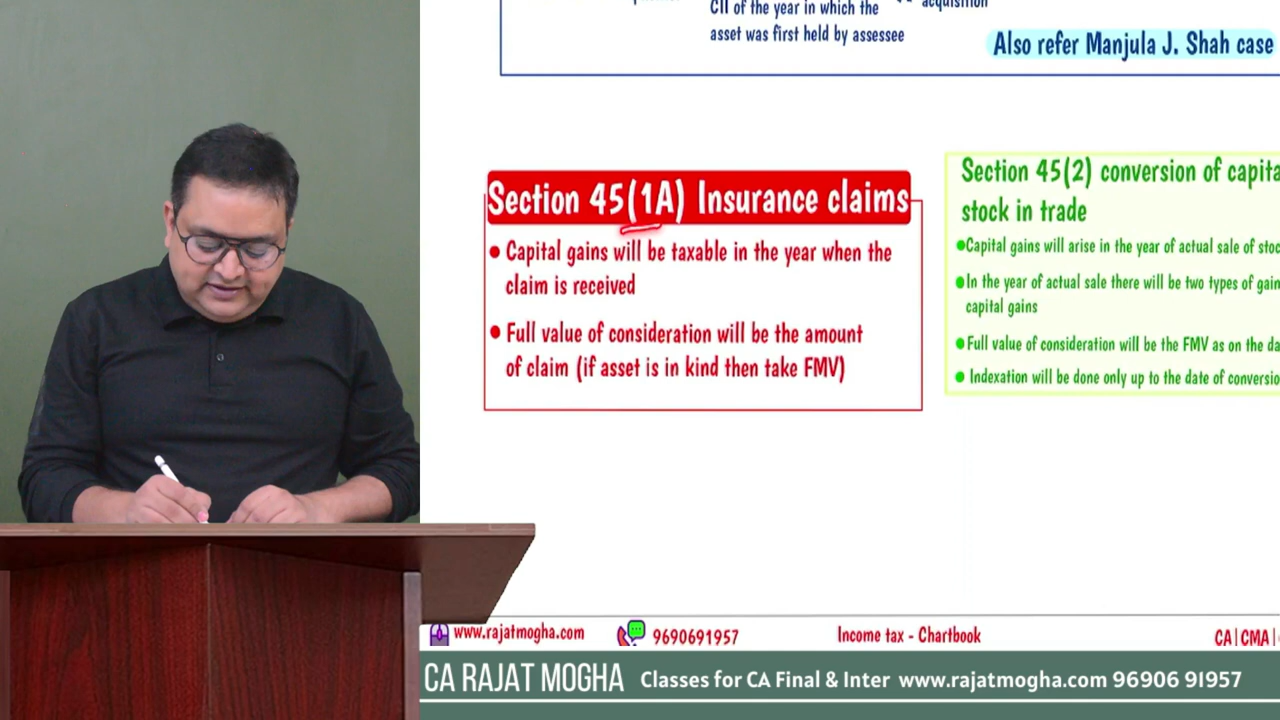 CII of the year in which the
acquisition
asset was first held by assessee
Also refer Manjula J. Shah case
Section 45(1A) Insurance claims
• Capital gains will be taxable in the year when the
claim is received
• Full value of consideration will be the amount
of claim (if asset is in kind then take FMV)
Section 45(2) conversion of capita
stock in trade
•Capital gains will arise in the year of actual sale of stoc
•In the year of actual sale there will be two types of gain
capital gains
•Full value of consideration will be the FMV as on the da
• Indexation will be done only up to the date of conversio
www.rajatmogha.com
9690691957
Income tax - Chartbook
CA | CMA |
CA RAJAT MOGHA Classes for CA Final & Inter www.rajatmogha.com 96906 91957